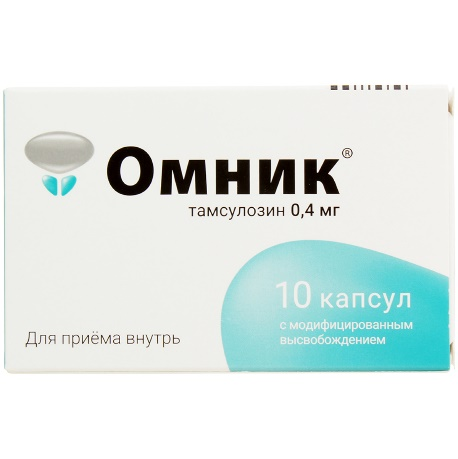 Омник®
тамсулозин 0,4 мг
10 капсул
с модифицированным
высвобождением
Для приёма внутрь